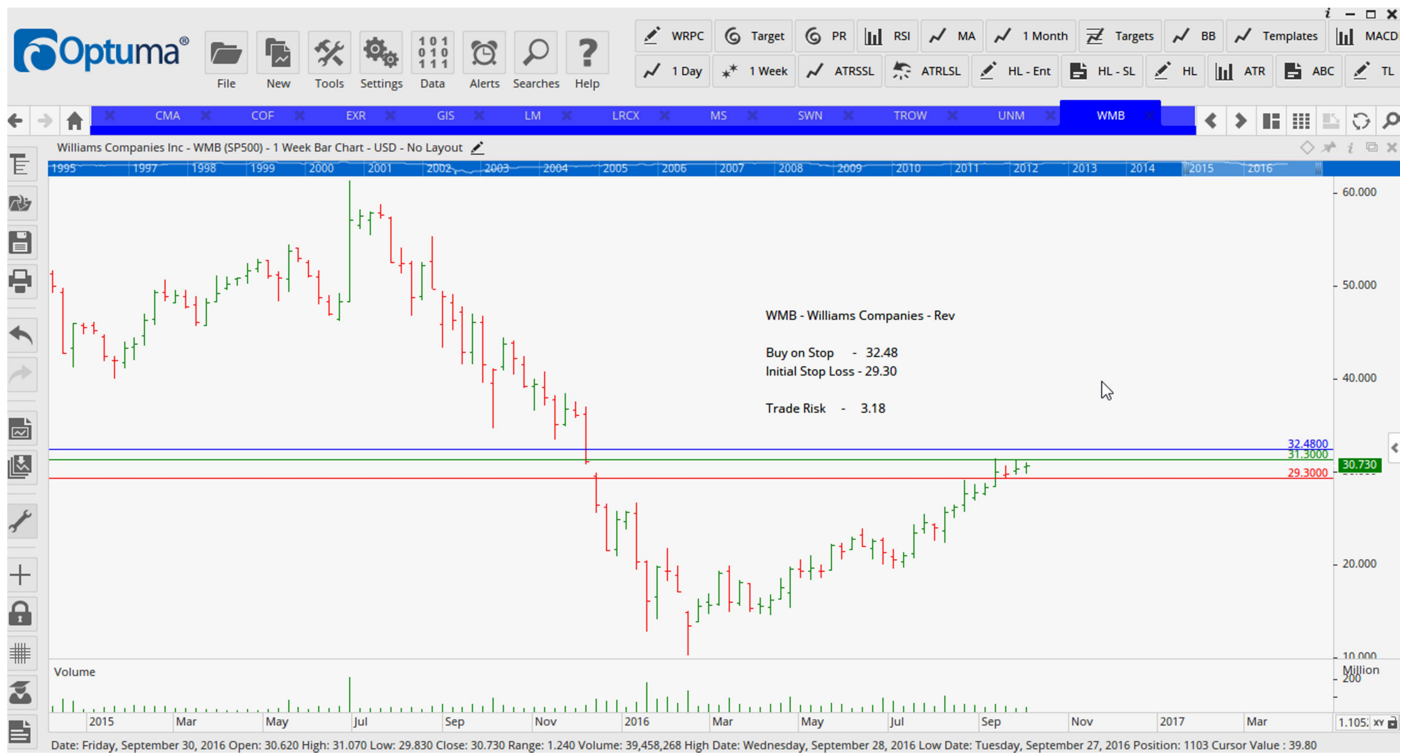 Optuma®
File New Tools Settings Data Alerts Searches Help
WRPC Target PR RSI MA 1 Month Targets BB Templates MACD
1 Day 1 Week ATRSSL ATRLSL HL - Ent HL - SL HL ATR ABC TL
CMA COF EXR GIS LM LRCX MS SWN TROW UNM WMB
Williams Companies Inc - WMB (SP500) - 1 Week Bar Chart - USD - No Layout
1995 1997 1998 1999 2000 2001 2002 2003 2004 2005 2006 2007 2008 2009 2010 2011 2012 2013 2014 2015 2016
60.000
50.000
WMB - Williams Companies - Rev
Buy on Stop - 32.48
Initial Stop Loss - 29.30
40.000
Trade Risk - 3.18
32.4800
31.3000
30.730
29.3000
20.000
10.000
Volume
Million
200
2015 Mar May Jul Sep Nov 2016 Mar May Jul Sep Nov 2017 Mar 1.105 XY
Date: Friday, September 30, 2016 Open: 30.620 High: 31.070 Low: 29.830 Close: 30.730 Range: 1.240 Volume: 39,458,268 High Date: Wednesday, September 28, 2016 Low Date: Tuesday, September 27, 2016 Position: 1103 Cursor Value : 39.80